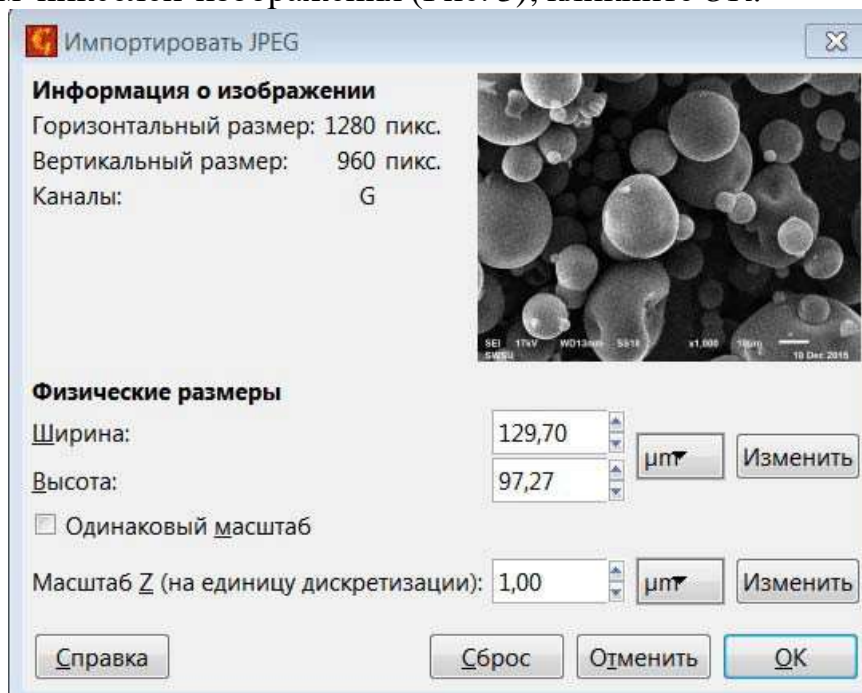 Импортировать JPEG
Информация о изображении
Горизонтальный размер: 1280 пикс.
Вертикальный размер: 960 пикс.
Каналы: G
SEI 17kV WD13mm SS18 x1,000 10µm
SWSU 18 Dec 2015
Физические размеры
Ширина: 129,70
µm Изменить
Высота: 97,27
Одинаковый масштаб
Масштаб Z (на единицу дискретизации): 1,00 µm Изменить
Справка Сброс Отменить OK